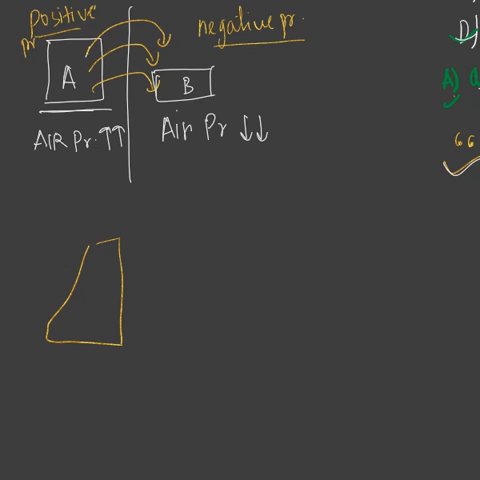 Positive
pr
negative pr.
A
B
AIR Pr. ↑↑
Air Pr ↓↓
D)
A) a
66